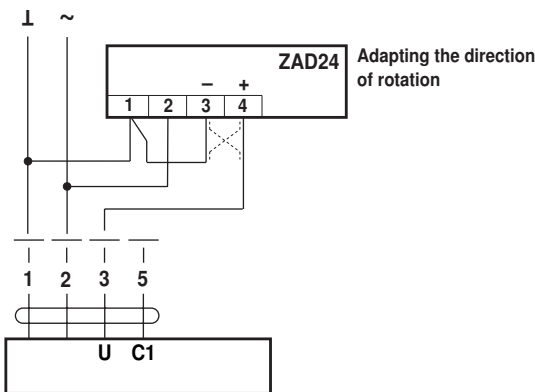 ⊥ ~
ZAD24
Adapting the direction
of rotation
– +
1 2 3 4
1 2 3 5
U C1